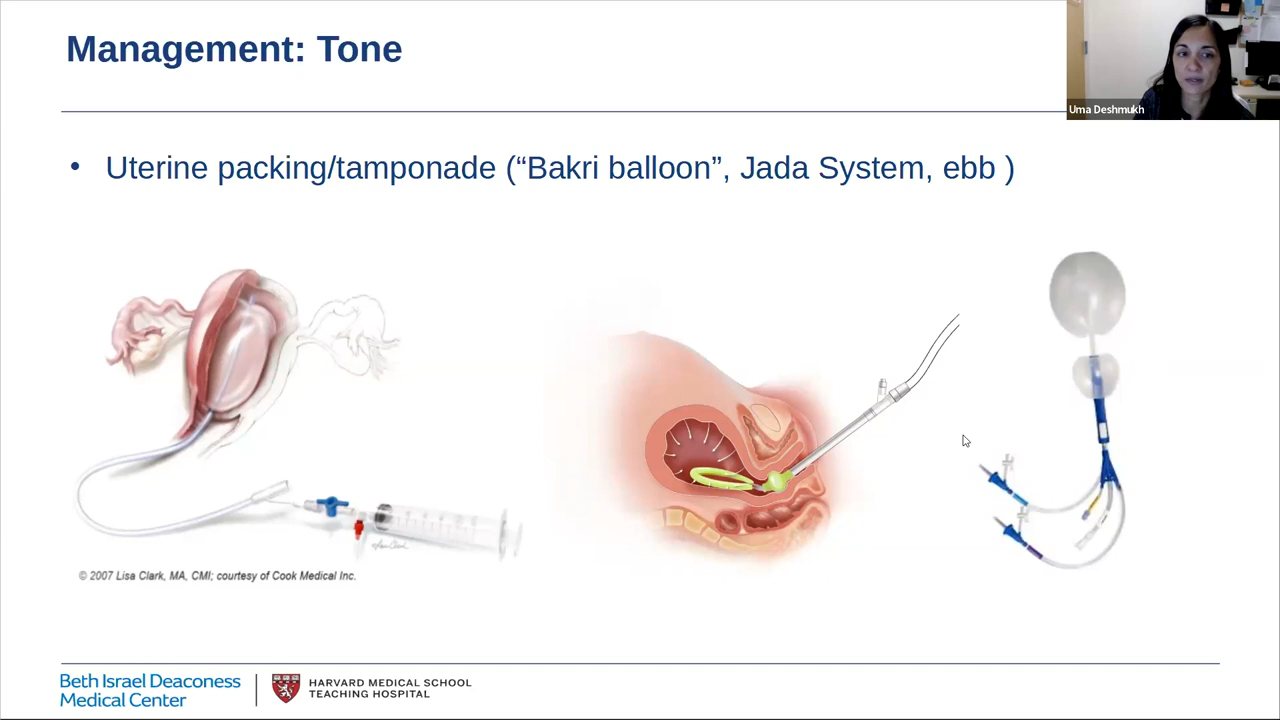 Management: Tone
Uma Deshmukh
• Uterine packing/tamponade (“Bakri balloon”, Jada System, ebb )
© 2007 Lisa Clark, MA, CMI; courtesy of Cook Medical Inc.
Beth Israel Deaconess
Medical Center
HARVARD MEDICAL SCHOOL
TEACHING HOSPITAL